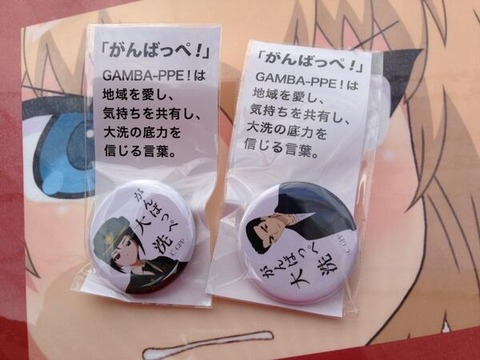 「がんばっぺ！」
GAMBA-PPE！は
地域を愛し、
気持ちを共有し、
大洗の底力を
信じる言葉。
がんばっぺ
大洗
「がんばっぺ！」
GAMBA-PPE！は
地域を愛し、
気持ちを共有し、
大洗の底力を
信じる言葉。
がんばっぺ
大洗